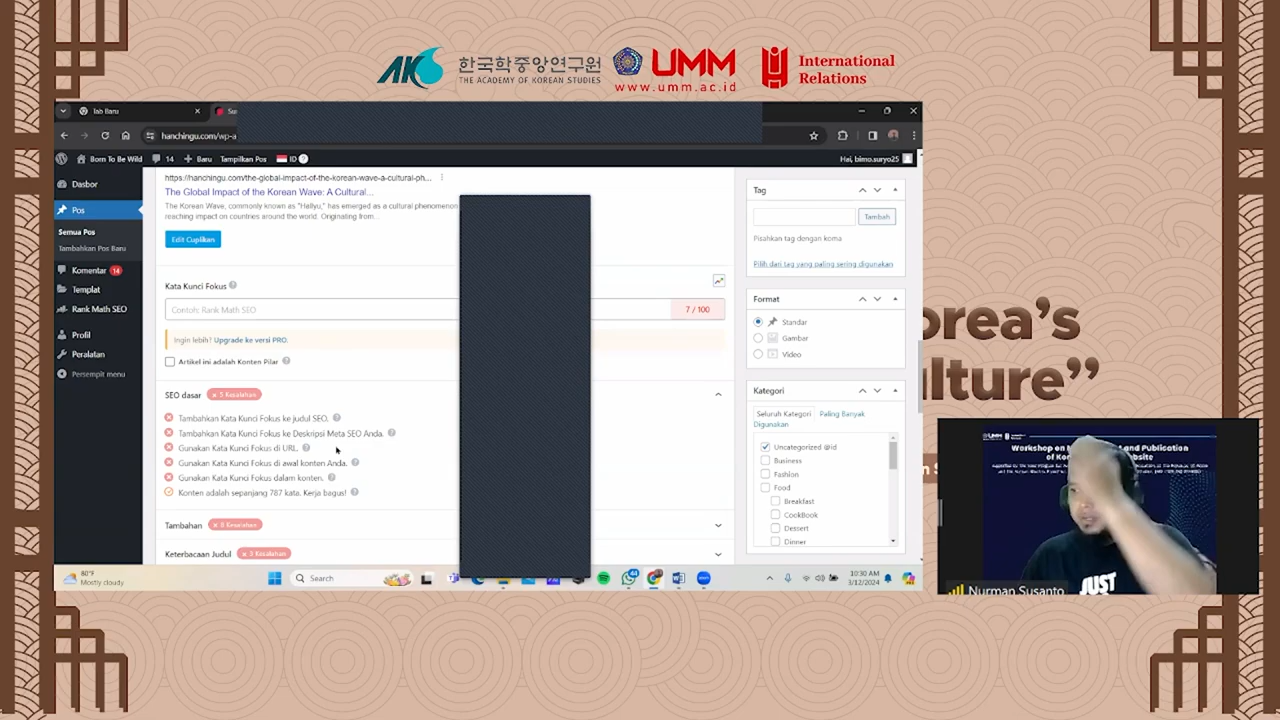 AKS 한국학중앙연구원
THE ACADEMY OF KOREAN STUDIES
UMM
www.umm.ac.id
International
Relations
Tab Baru
hanchingu.com/wp-a
Born To Be Wild 14 Baru Tampilkan Pos ID
Hai, bimo.suryo25
Dasbor
Pos
Semua Pos
Tambahkan Pos Baru
Komentar 14
Templat
Rank Math SEO
Profil
Peralatan
Persempit menu
https://hanchingu.com/the-global-impact-of-the-korean-wave-a-cultural-ph...
The Global Impact of the Korean Wave: A Cultural...
The Korean Wave, commonly known as "Hallyu," has emerged as a cultural phenomenon
reaching impact on countries around the world. Originating from...
Edit Cuplikan
Kata Kunci Fokus
Contoh: Rank Math SEO
7 / 100
Ingin lebih? Upgrade ke versi PRO.
Artikel ini adalah Konten Pilar
SEO dasar × 5 Kesalahan
Tambahkan Kata Kunci Fokus ke judul SEO.
Tambahkan Kata Kunci Fokus ke Deskripsi Meta SEO Anda.
Gunakan Kata Kunci Fokus di URL.
Gunakan Kata Kunci Fokus di awal konten Anda.
Gunakan Kata Kunci Fokus dalam konten.
Konten adalah sepanjang 787 kata. Kerja bagus!
Tambahan × 8 Kesalahan
Keterbacaan Judul × 3 Kesalahan
Tag
Tambah
Pisahkan tag dengan koma
Pilih dari tag yang paling sering digunakan
Format
Standar
Gambar
Video
Kategori
Seluruh Kategori Paling Banyak
Digunakan
Uncategorized @id
Business
Fashion
Food
Breakfast
CookBook
Dessert
Dinner
80°F
Mostly cloudy
Search
44
10:30 AM
3/12/2024
orea's
lture”
UMM
Workshop on and Publication
of Ko bsite
JUST
Nurman Susanto